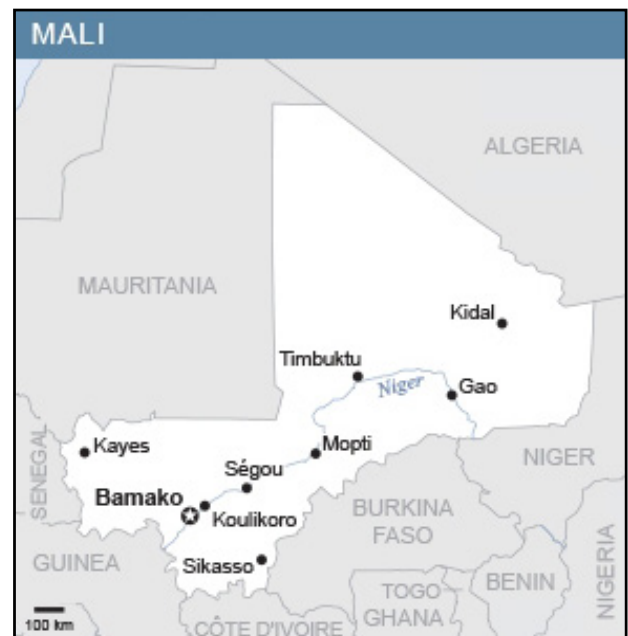 MALI
ALGERIA
MAURITANIA
Kidal
Timbuktu
Niger
Gao
Kayes
Mopti
SENEGAL
Ségou
NIGER
Bamako
Koulikoro
BURKINA
FASO
GUINEA
Sikasso
BENIN
NIGERIA
TOGO
GHANA
100 km
CÔTE D'IVOIRE